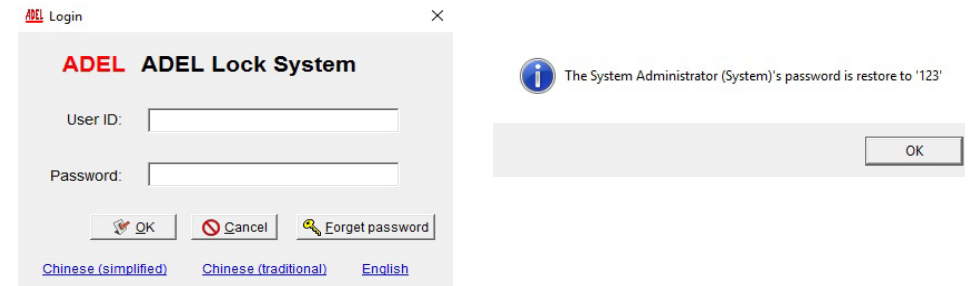 ADEL Login
ADEL ADEL Lock System
User ID:
Password:
OK Cancel Forget password
Chinese (simplified) Chinese (traditional) English
The System Administrator (System)'s password is restore to '123'
OK